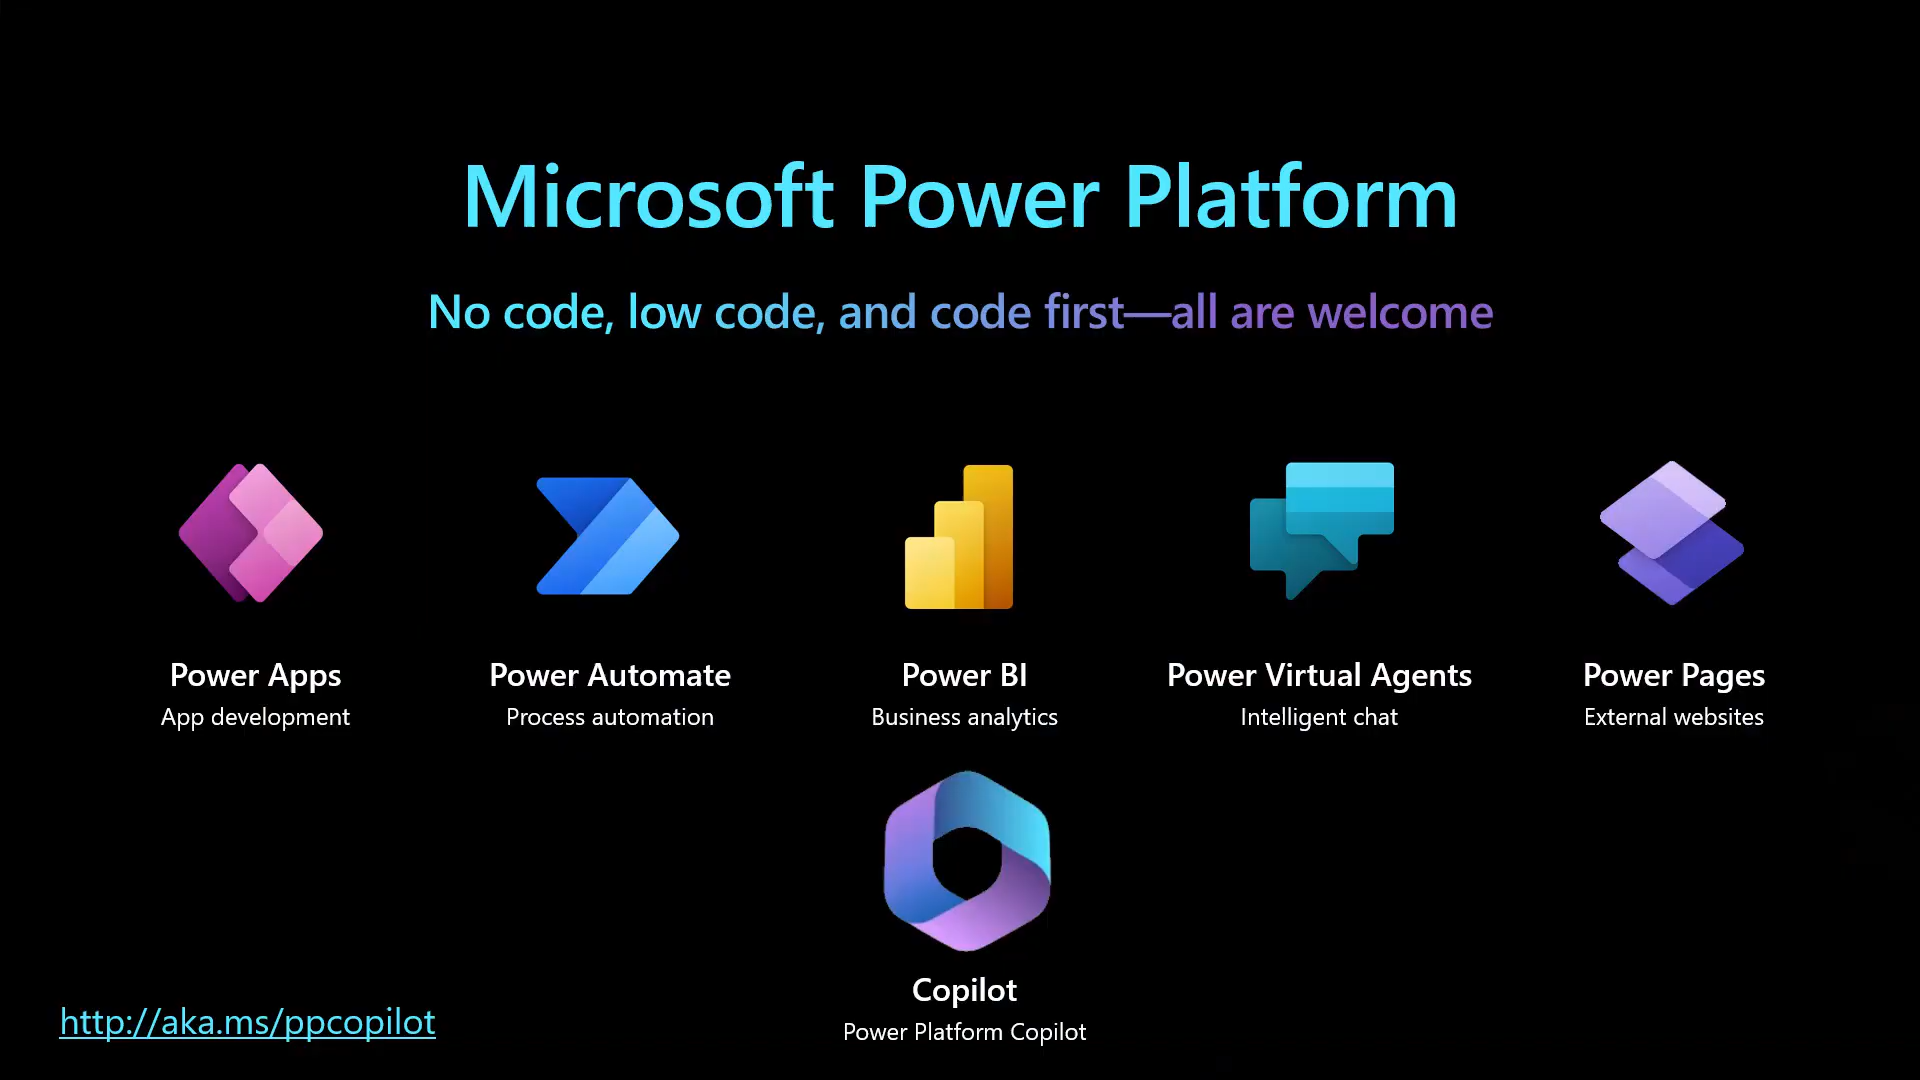 Microsoft Power Platform
No code, low code, and code first—all are welcome
Power Apps
App development
Power Automate
Process automation
Power BI
Business analytics
Power Virtual Agents
Intelligent chat
Power Pages
External websites
Copilot
Power Platform Copilot
http://aka.ms/ppcopilot